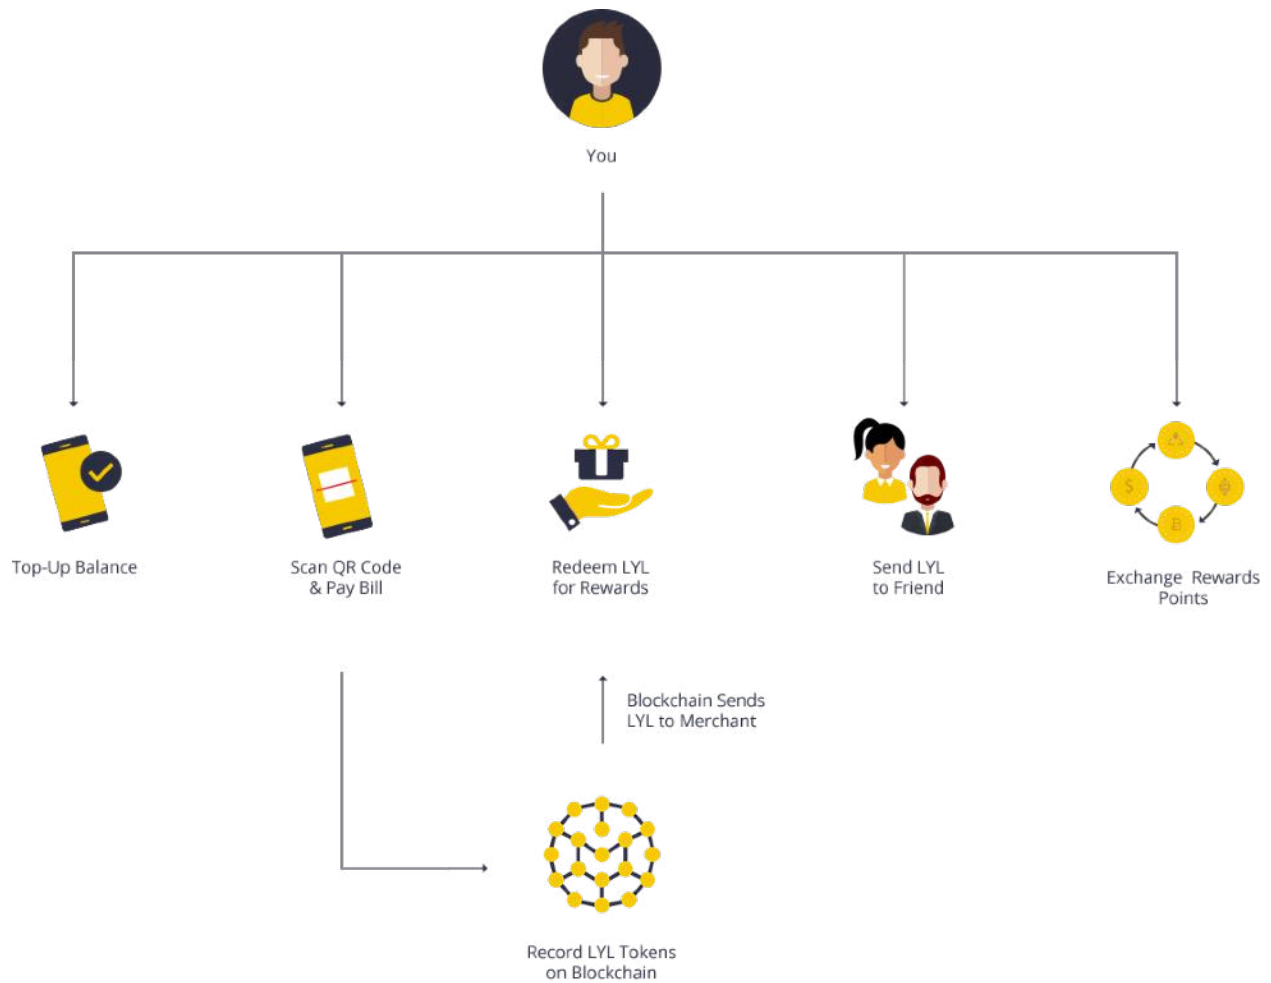 You
Top-Up Balance
Scan QR Code
& Pay Bill
Redeem LYL
for Rewards
Send LYL
to Friend
Exchange Rewards
Points
Blockchain Sends
LYL to Merchant
Record LYL Tokens
on Blockchain